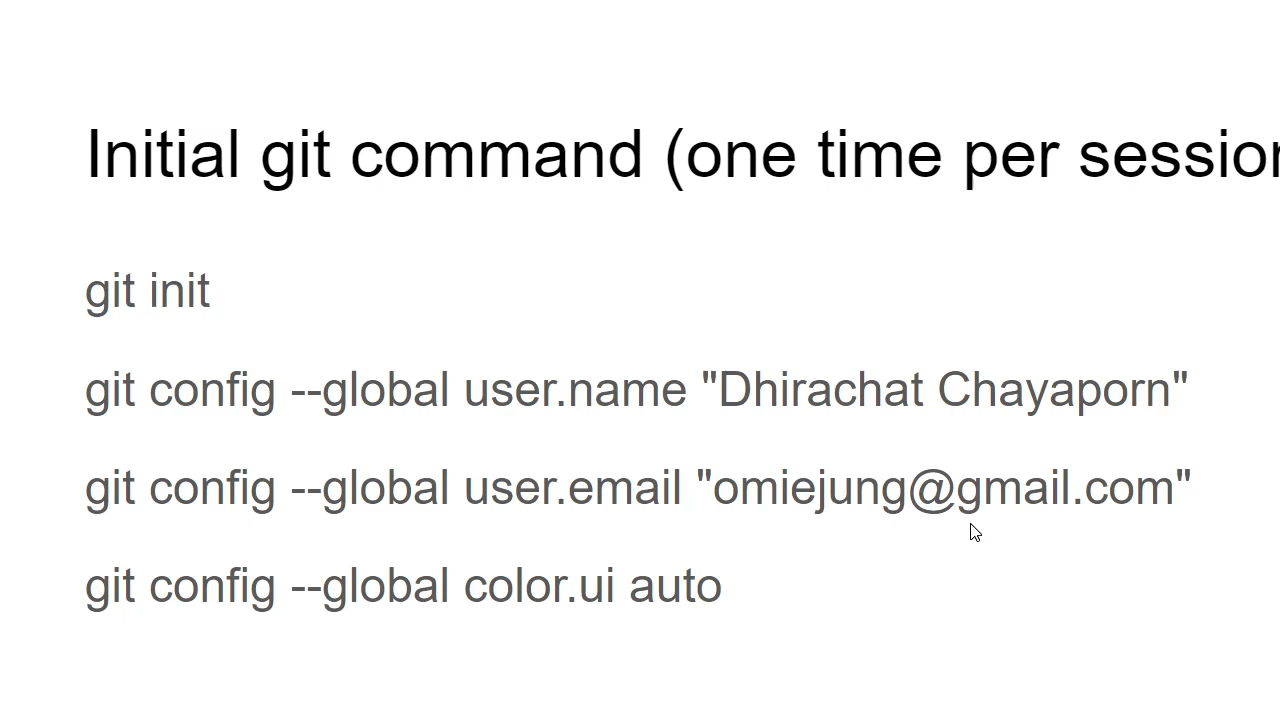 Initial git command (one time per session
git init
git config --global user.name "Dhirachat Chayaporn"
git config --global user.email "omiejung@gmail.com"
git config --global color.ui auto